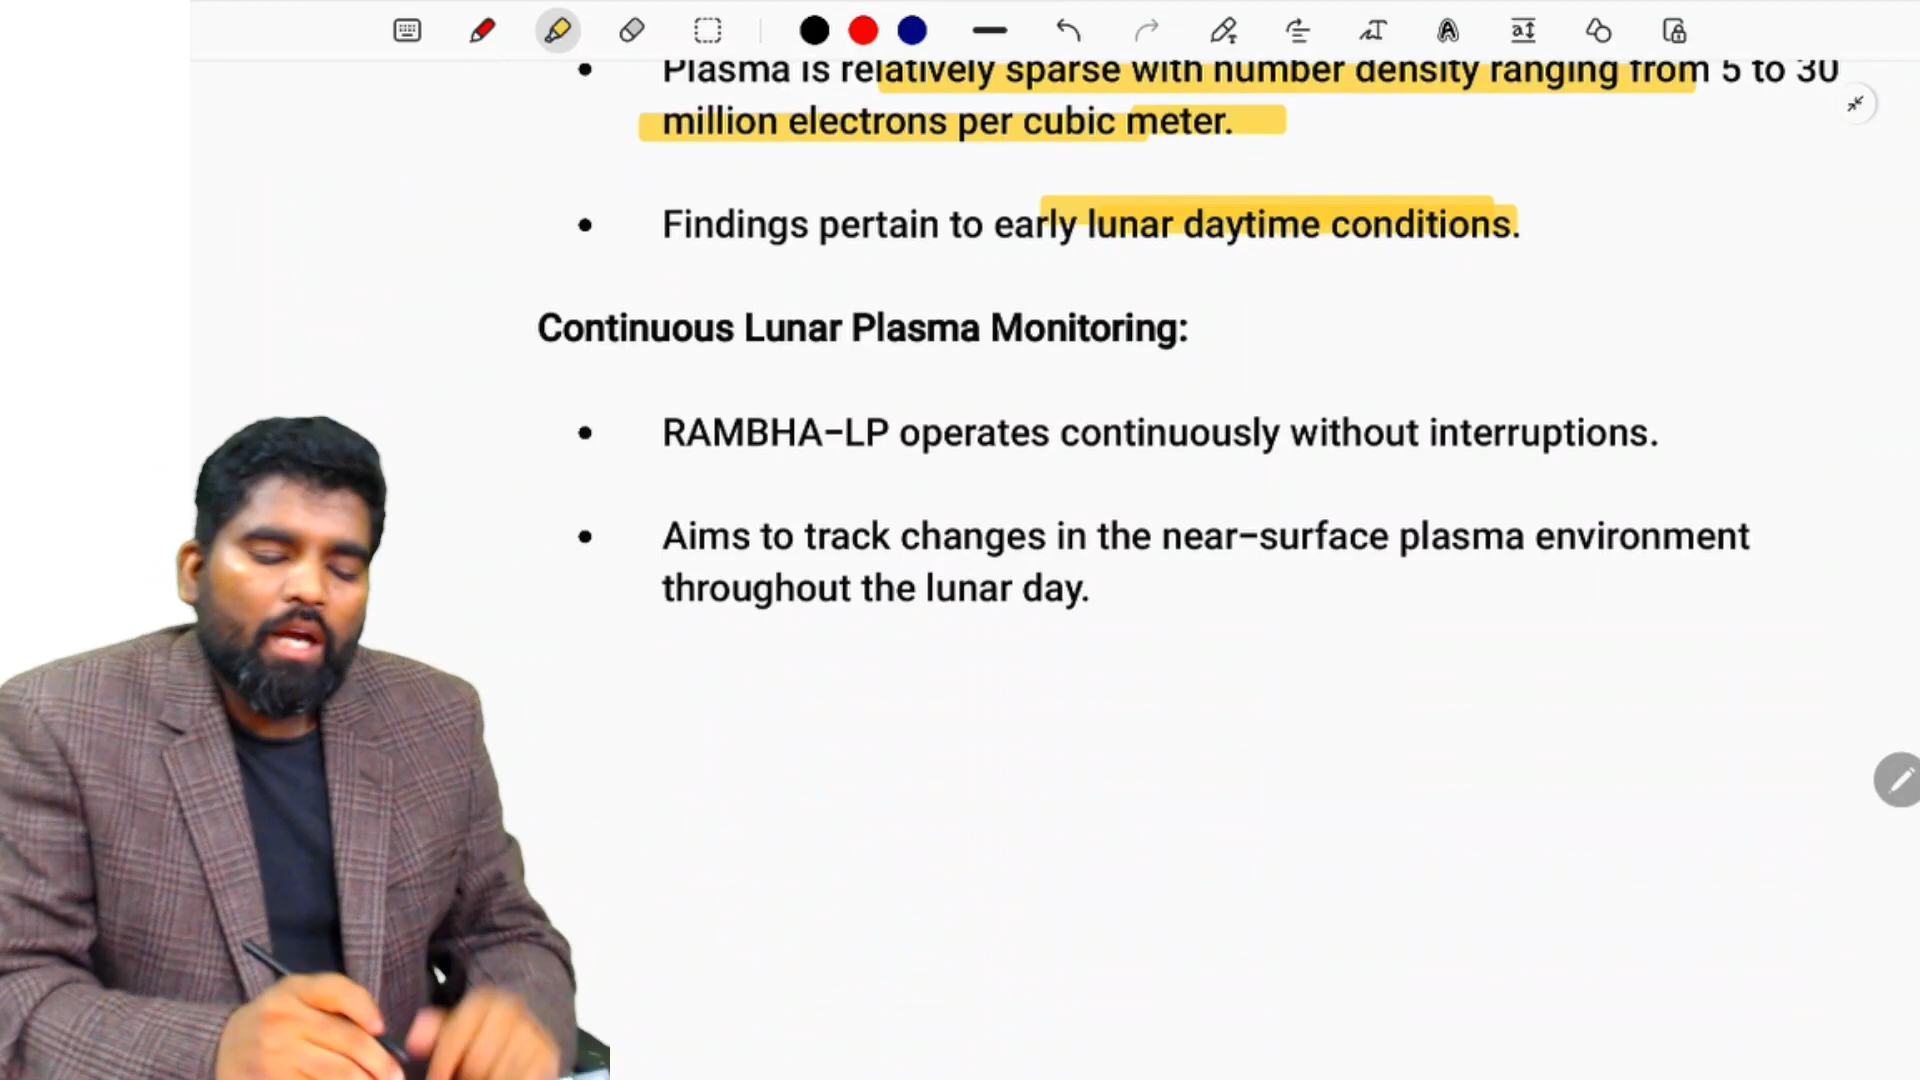 • Plasma is relatively sparse with number density ranging from 5 to 30
million electrons per cubic meter.
• Findings pertain to early lunar daytime conditions.
Continuous Lunar Plasma Monitoring:
• RAMBHA-LP operates continuously without interruptions.
• Aims to track changes in the near-surface plasma environment
throughout the lunar day.